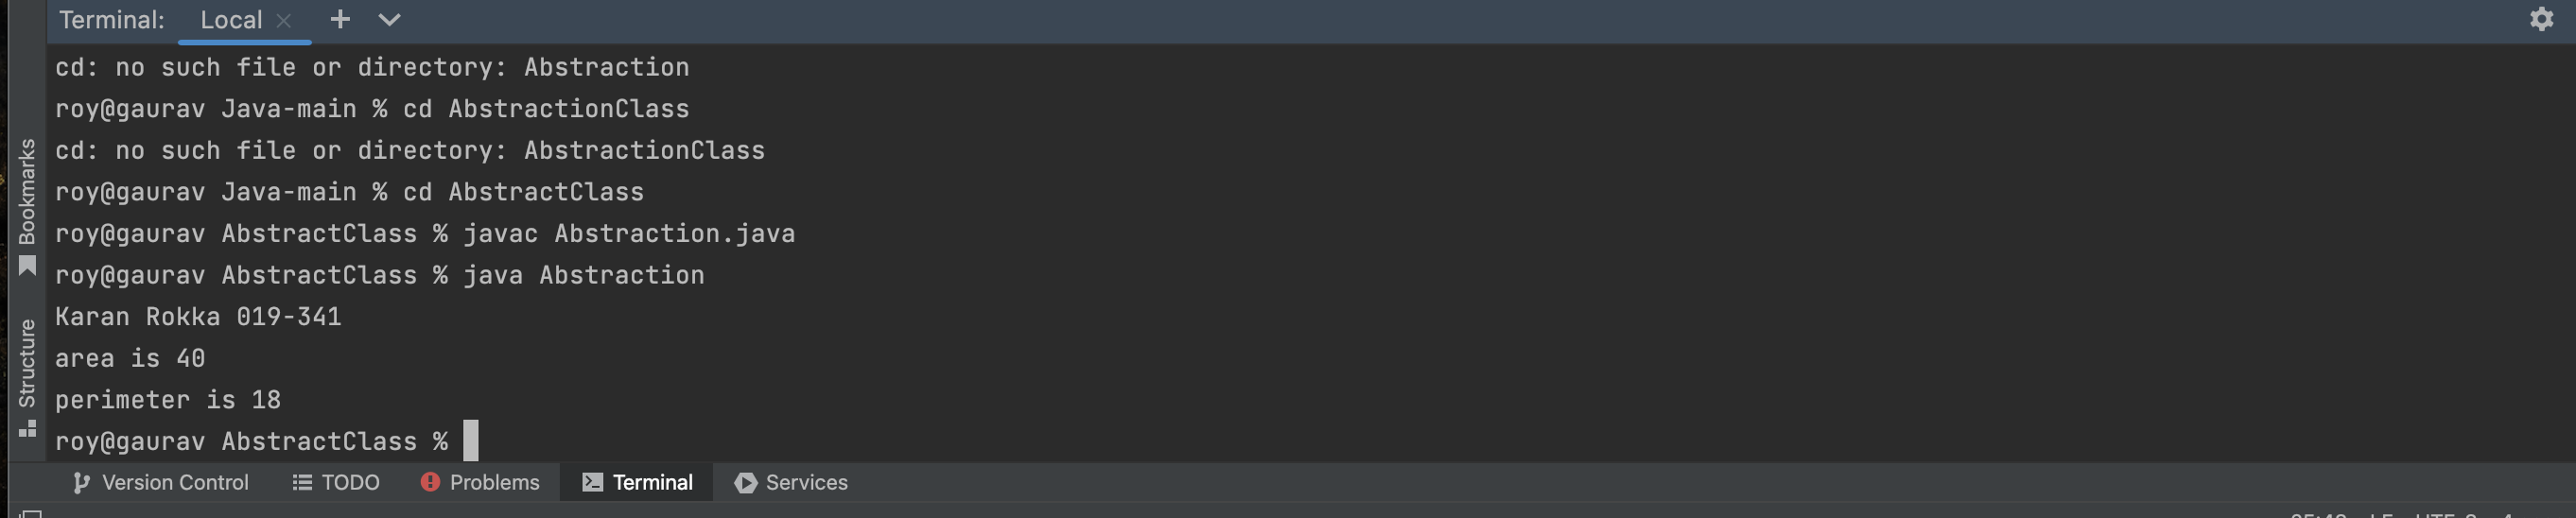 Terminal: Local
cd: no such file or directory: Abstraction
roy@gaurav Java-main % cd AbstractionClass
cd: no such file or directory: AbstractionClass
roy@gaurav Java-main % cd AbstractClass
roy@gaurav AbstractClass % javac Abstraction.java
roy@gaurav AbstractClass % java Abstraction
Karan Rokka 019-341
area is 40
perimeter is 18
roy@gaurav AbstractClass %
Bookmarks
Structure
Version Control TODO Problems Terminal Services